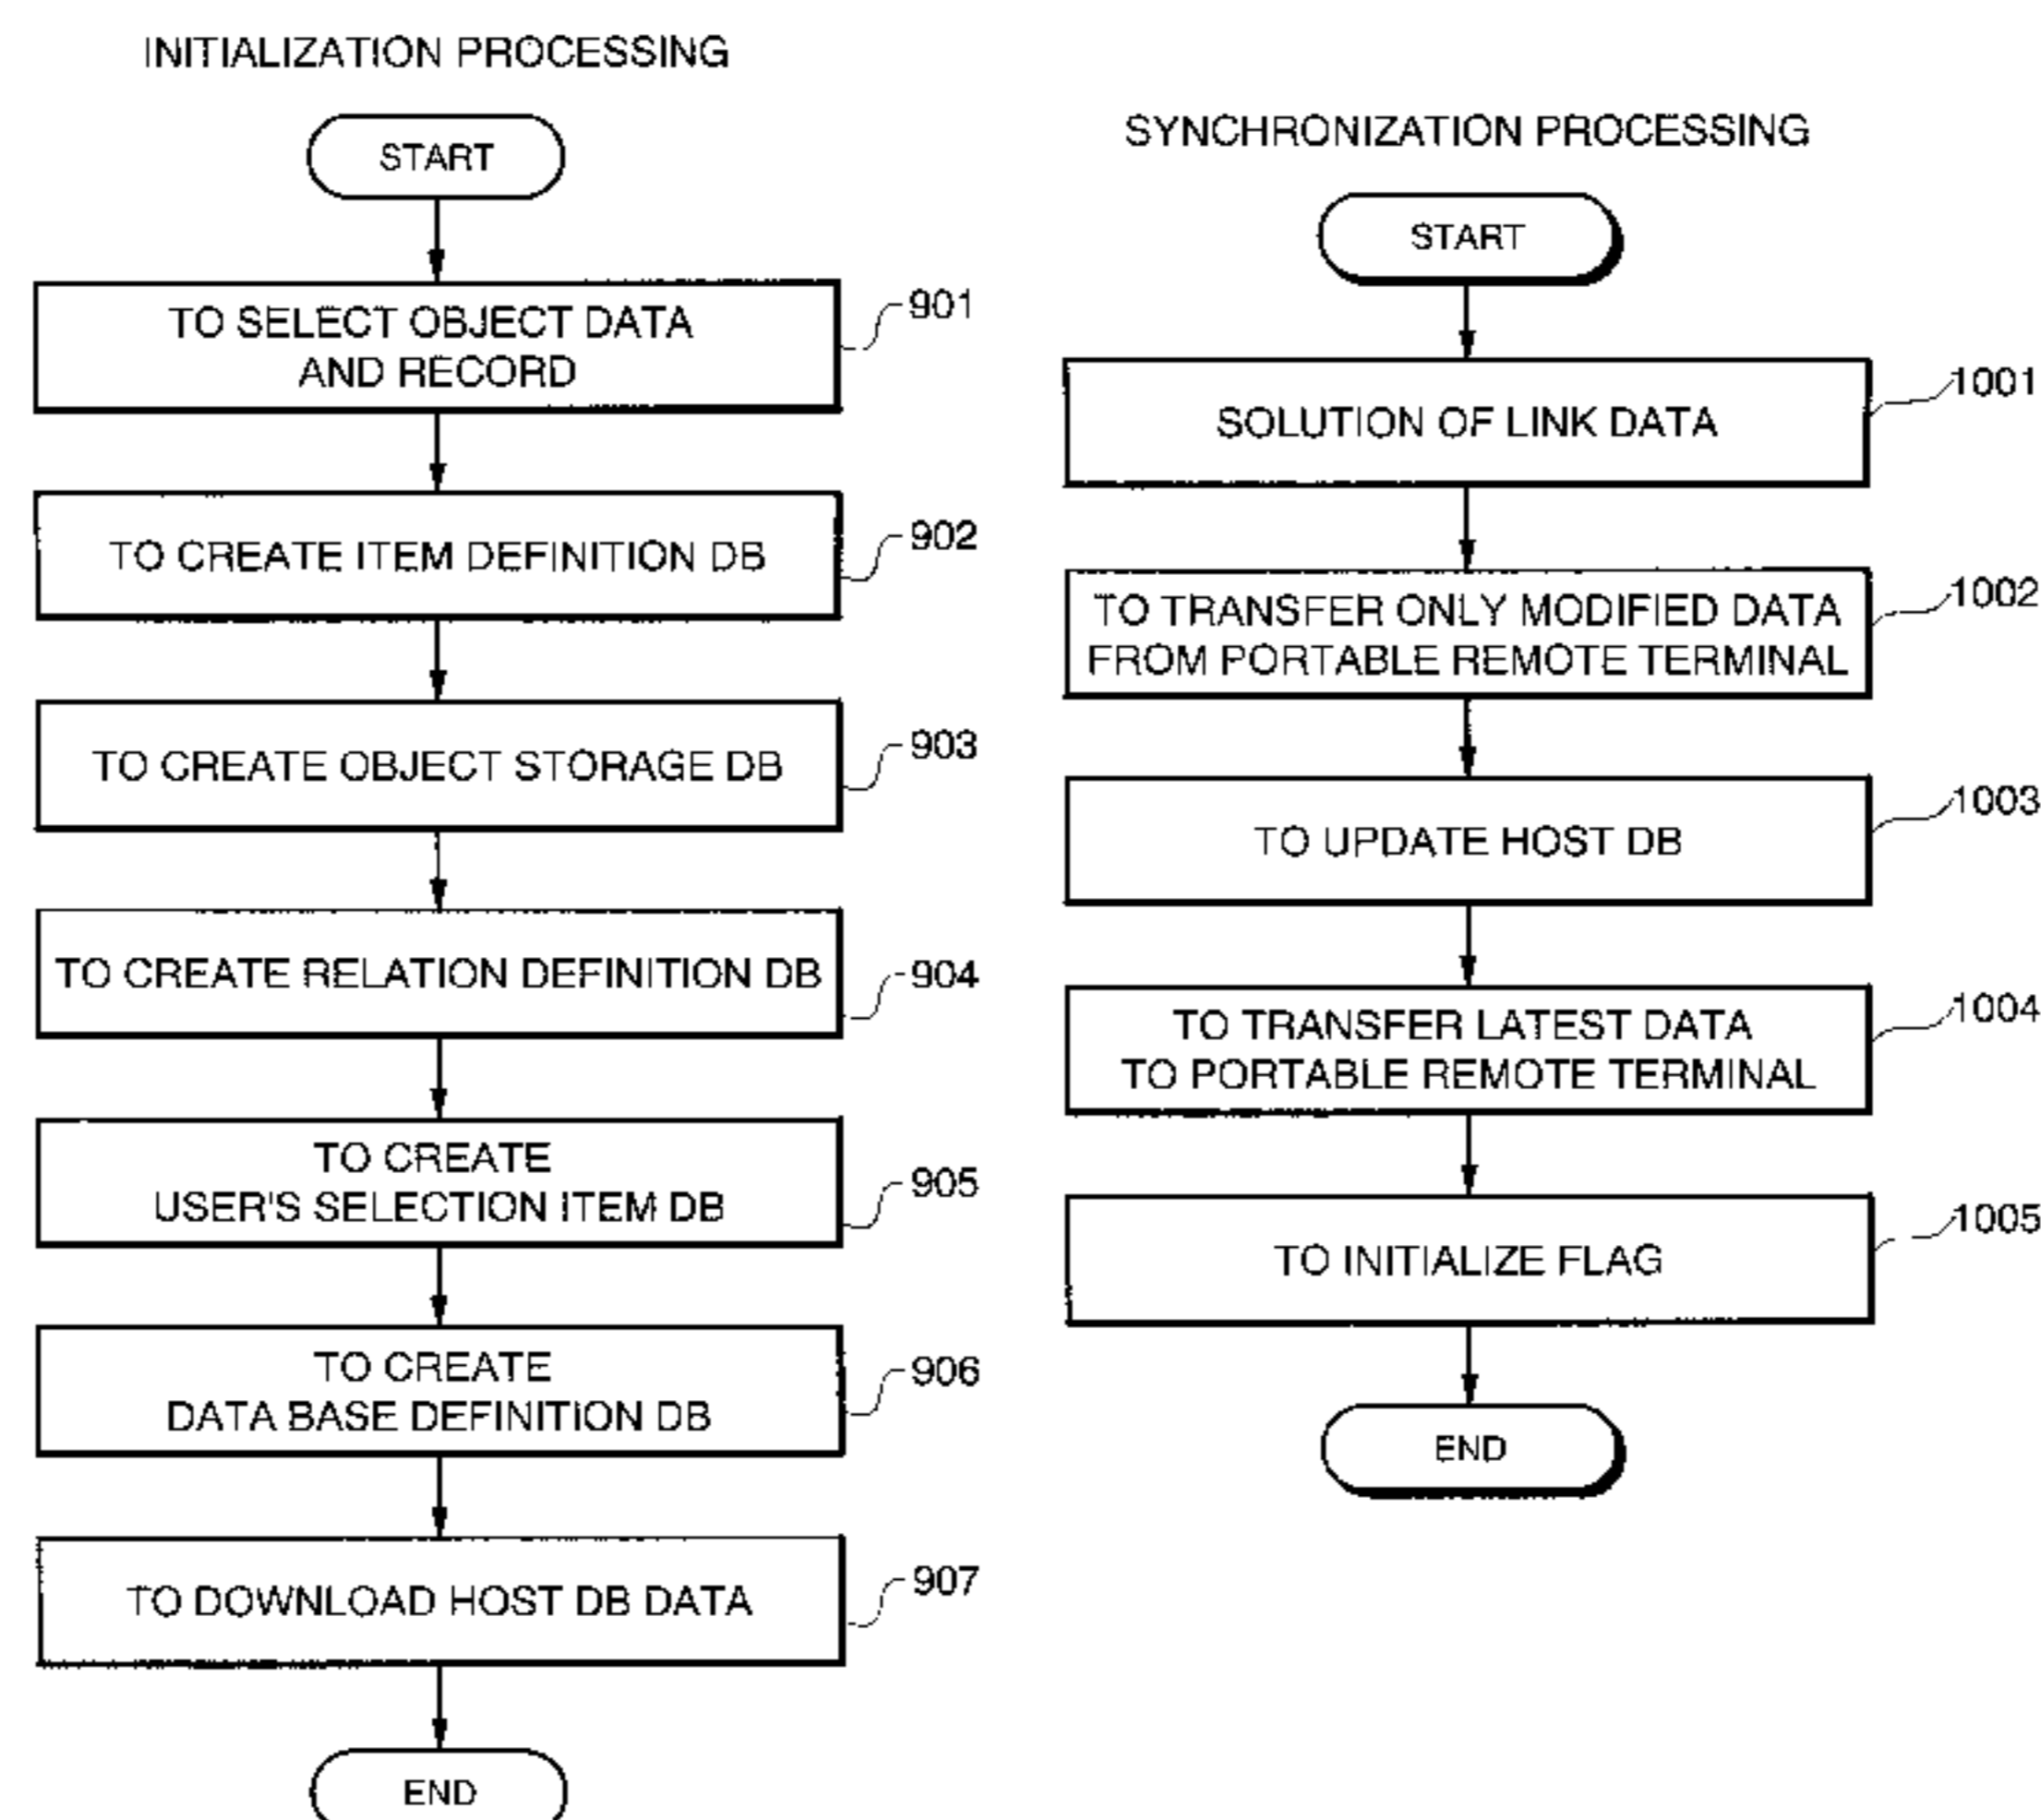 INITIALIZATION PROCESSING
START
TO SELECT OBJECT DATA
AND RECORD
901
TO CREATE ITEM DEFINITION DB
902
TO CREATE OBJECT STORAGE DB
903
TO CREATE RELATION DEFINITION DB
904
TO CREATE
USER'S SELECTION ITEM DB
905
TO CREATE
DATA BASE DEFINITION DB
906
TO DOWNLOAD HOST DB DATA
907
END
SYNCHRONIZATION PROCESSING
START
SOLUTION OF LINK DATA
1001
TO TRANSFER ONLY MODIFIED DATA
FROM PORTABLE REMOTE TERMINAL
1002
TO UPDATE HOST DB
1003
TO TRANSFER LATEST DATA
TO PORTABLE REMOTE TERMINAL
1004
TO INITIALIZE FLAG
1005
END